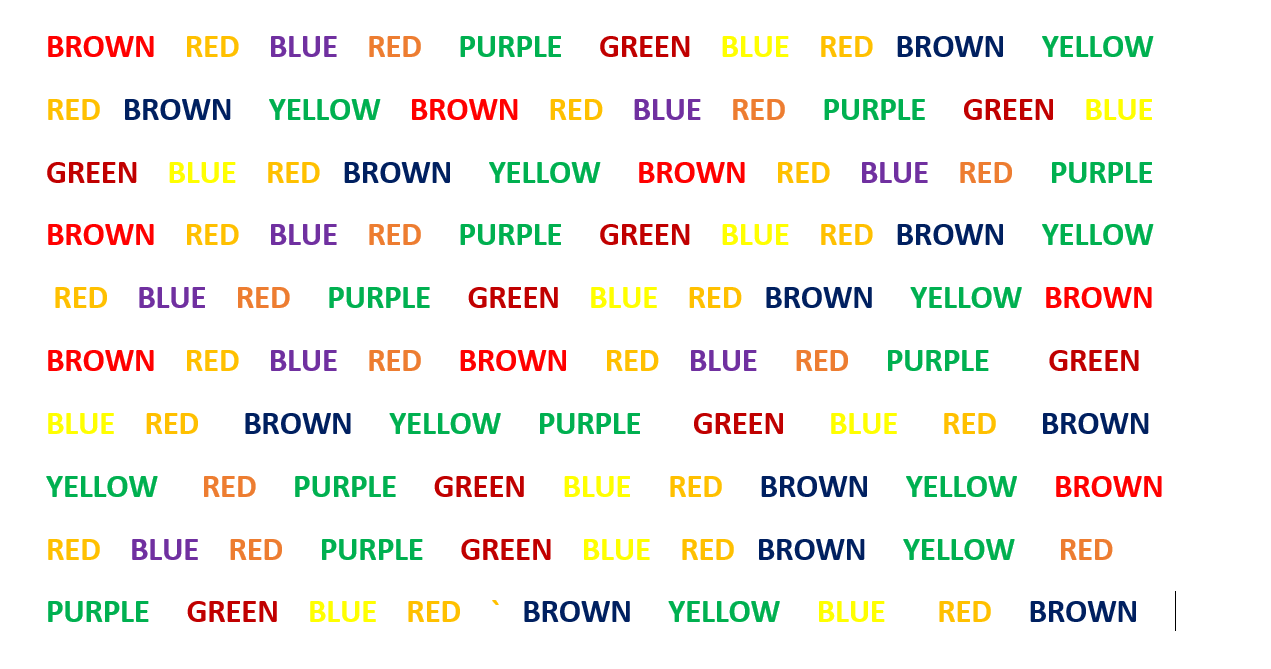 BROWN RED BLUE RED PURPLE GREEN BLUE RED BROWN YELLOW
RED BROWN YELLOW BROWN RED BLUE RED PURPLE GREEN BLUE
GREEN BLUE RED BROWN YELLOW BROWN RED BLUE RED PURPLE
BROWN RED BLUE RED PURPLE GREEN BLUE RED BROWN YELLOW
RED BLUE RED PURPLE GREEN BLUE RED BROWN YELLOW BROWN
BROWN RED BLUE RED BROWN RED BLUE RED PURPLE GREEN
BLUE RED BROWN YELLOW PURPLE GREEN BLUE RED BROWN
YELLOW RED PURPLE GREEN BLUE RED BROWN YELLOW BROWN
RED BLUE RED PURPLE GREEN BLUE RED BROWN YELLOW RED
PURPLE GREEN BLUE RED ` BROWN YELLOW BLUE RED BROWN